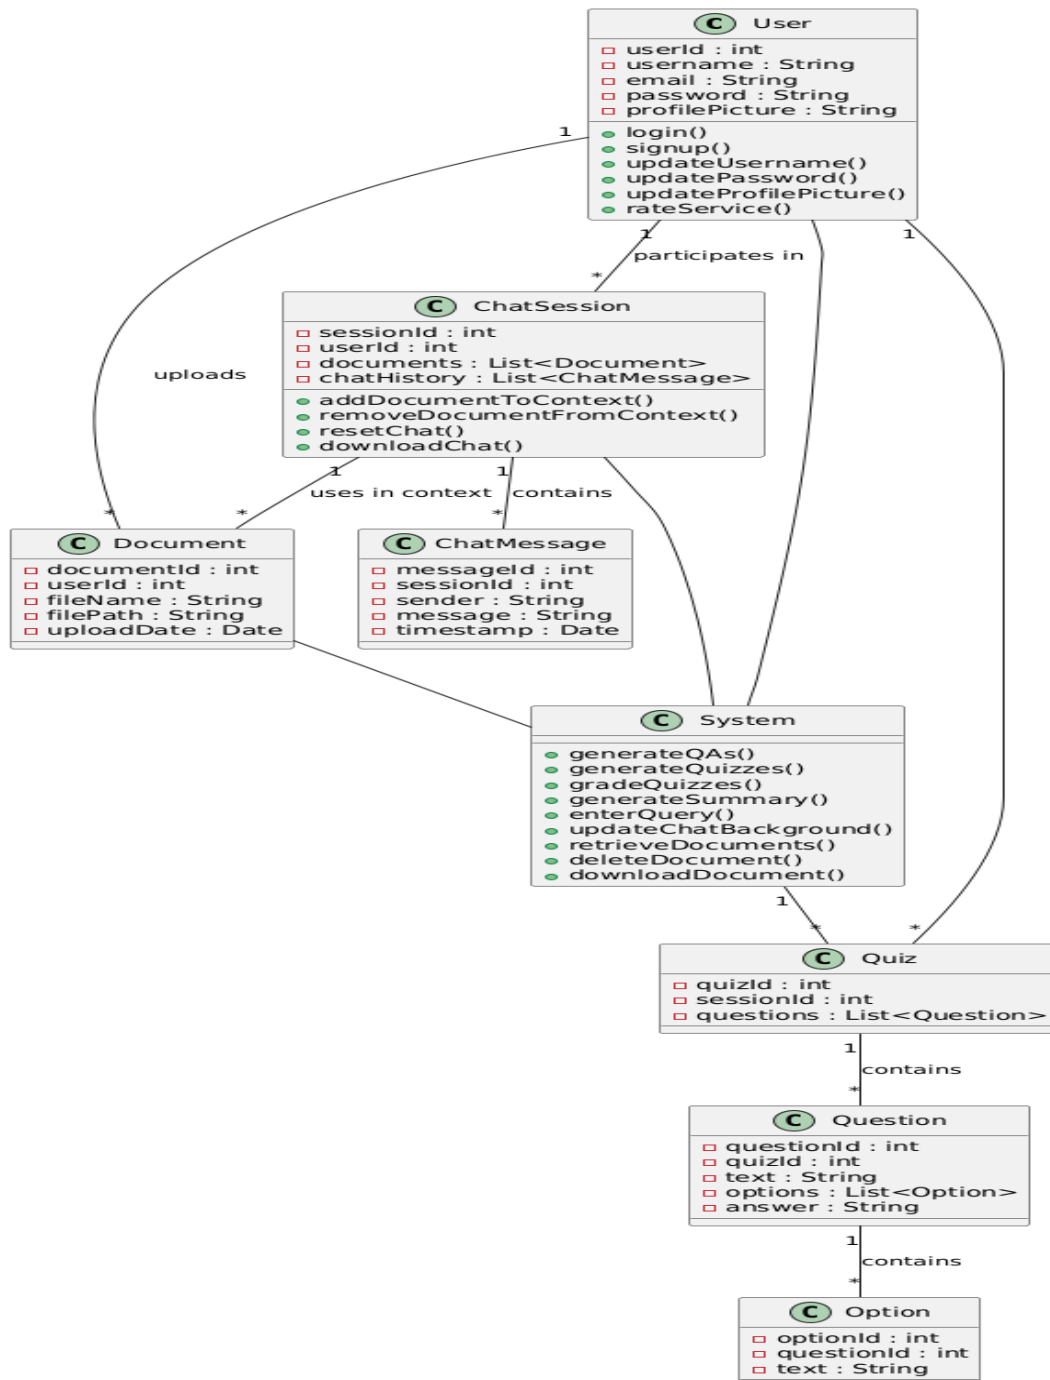 C User
userId : int
username : String
email : String
password : String
profilePicture : String
login()
signup()
updateUsername()
updatePassword()
updateProfilePicture()
rateService()
1
1
1
participates in
*
uploads
C ChatSession
sessionId : int
userId : int
documents : List<Document>
chatHistory : List<ChatMessage>
addDocumentToContext()
removeDocumentFromContext()
resetChat()
downloadChat()
1
1
uses in context
contains
*
*
*
C Document
documentId : int
userId : int
fileName : String
filePath : String
uploadDate : Date
C ChatMessage
messageId : int
sessionId : int
sender : String
message : String
timestamp : Date
C System
generateQAs()
generateQuizzes()
gradeQuizzes()
generateSummary()
enterQuery()
updateChatBackground()
retrieveDocuments()
deleteDocument()
downloadDocument()
1
*
*
C Quiz
quizId : int
sessionId : int
questions : List<Question>
1
contains
*
C Question
questionId : int
quizId : int
text : String
options : List<Option>
answer : String
1
contains
*
C Option
optionId : int
questionId : int
text : String